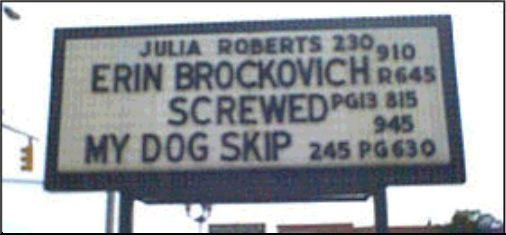 JULIA ROBERTS 230 910
ERIN BROCKOVICH R645
SCREWED PG13 815
945
MY DOG SKIP 245 PG630